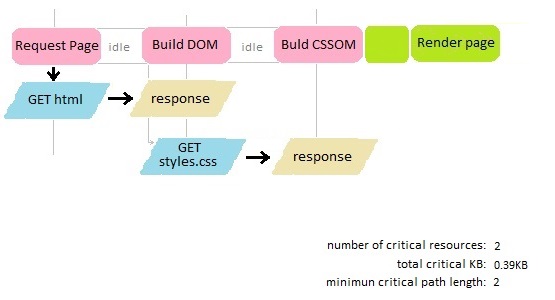 Request Page idle Build DOM idle Buld CSSOM Render page
GET html response
GET
styles.css response
number of critical resources: 2
total critical KB: 0.39KB
minimun critical path length: 2